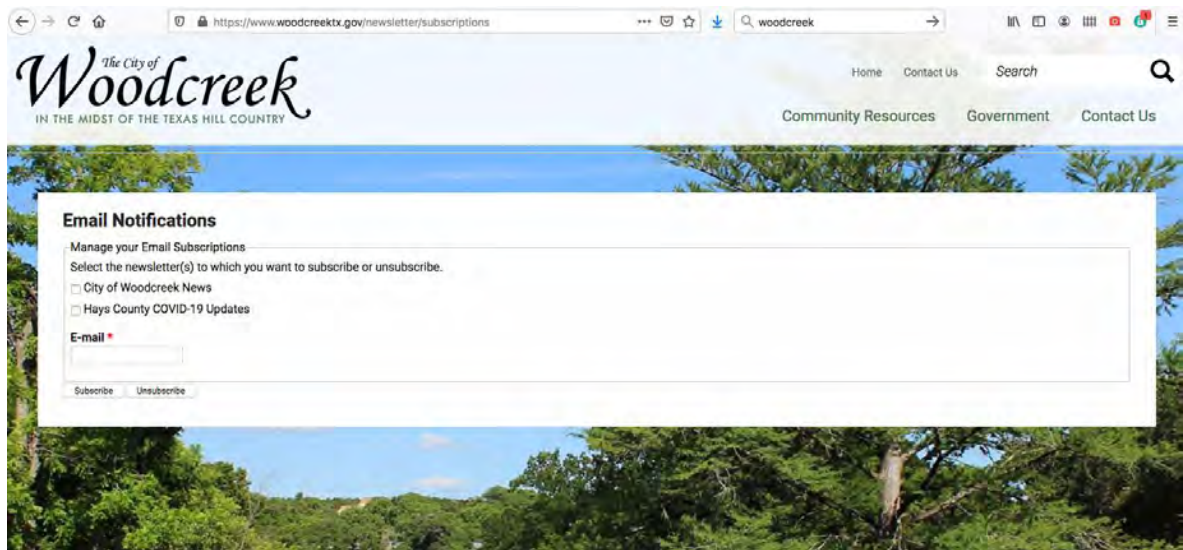 https://www.woodcreektx.gov/newsletter/subscriptions
woodcreek
The City of
Woodcreek
IN THE MIDST OF THE TEXAS HILL COUNTRY
Home Contact Us Search
Community Resources Government Contact Us
Email Notifications
Manage your Email Subscriptions
Select the newsletter(s) to which you want to subscribe or unsubscribe.
City of Woodcreek News
Hays County COVID-19 Updates
E-mail *
Subscribe Unsubscribe